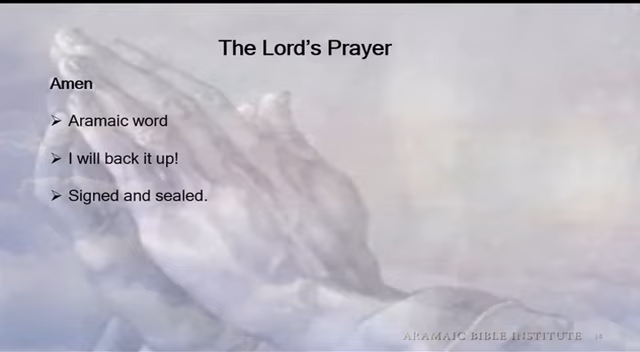 The Lord's Prayer
Amen
➢ Aramaic word
➢ I will back it up!
➢ Signed and sealed.
ARAMAIC BIBLE INSTITUTE